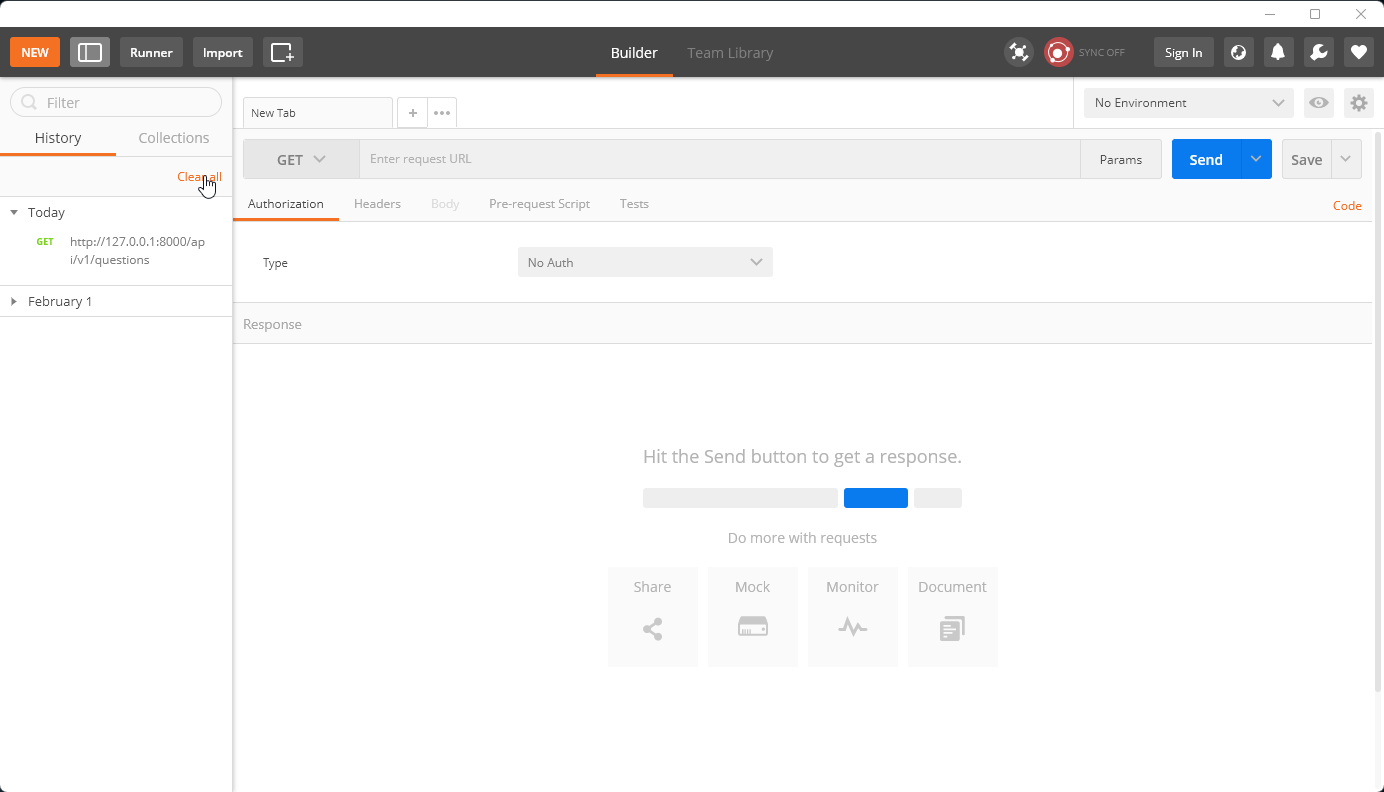 NEW
Runner
Import
Builder
Team Library
SYNC OFF
Sign In
Filter
History
Collections
Clear all
Today
GET
http://127.0.0.1:8000/ap
i/v1/questions
February 1
New Tab
No Environment
GET
Enter request URL
Params
Send
Save
Authorization
Headers
Body
Pre-request Script
Tests
Code
Type
No Auth
Response
Hit the Send button to get a response.
Do more with requests
Share
Mock
Monitor
Document